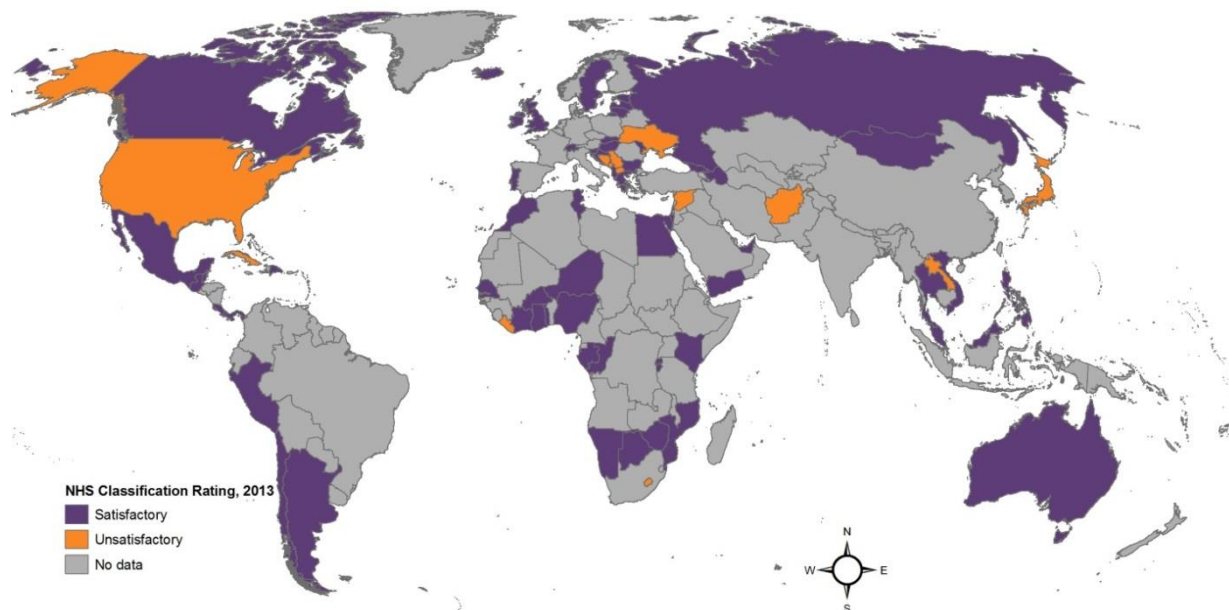 NHS Classification Rating, 2013
Satisfactory
Unsatisfactory
No data
N
W E
S